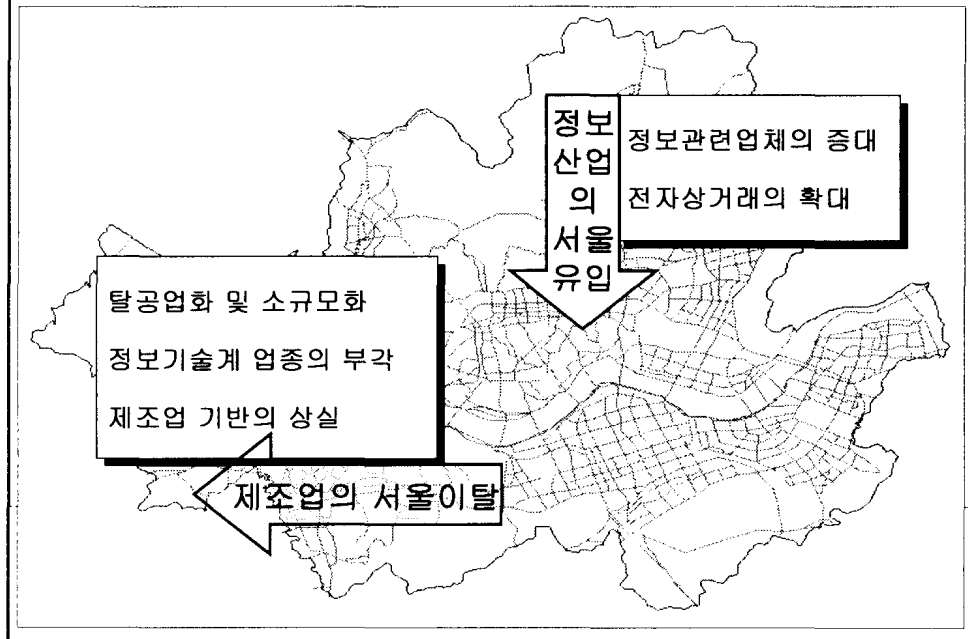 정보
산업
의
서울
유입
정보관련업체의 증대
전자상거래의 확대
탈공업화 및 소규모화
정보기술계 업종의 부각
제조업 기반의 상실
제조업의 서울이탈